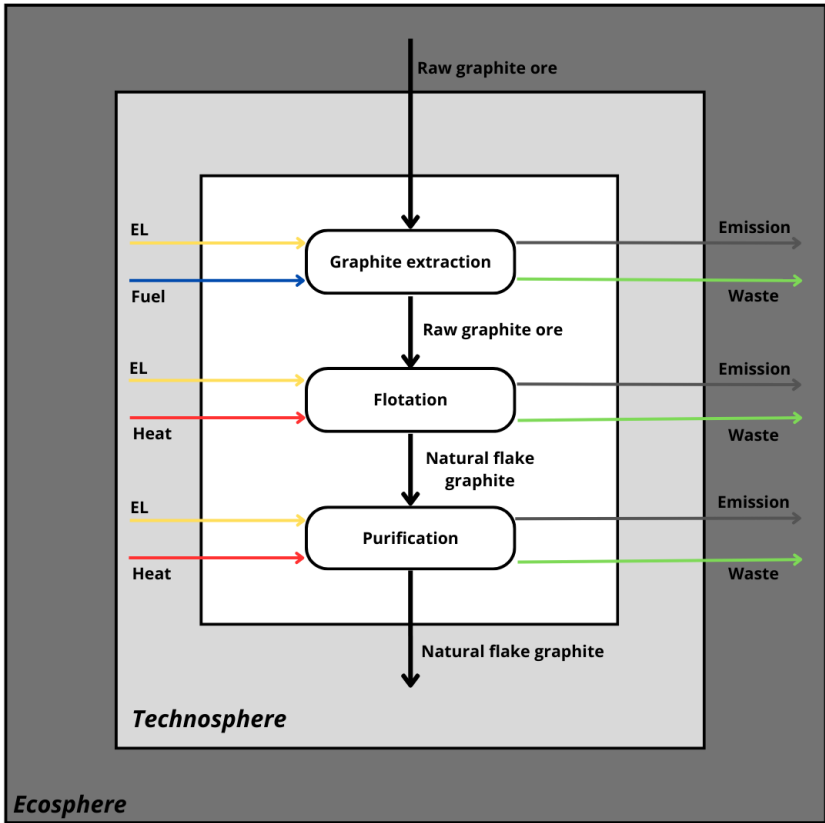 Raw graphite ore
EL
Emission
Graphite extraction
Fuel
Waste
Raw graphite ore
EL
Emission
Flotation
Heat
Waste
Natural flake
graphite
EL
Emission
Purification
Heat
Waste
Natural flake graphite
Technosphere
Ecosphere